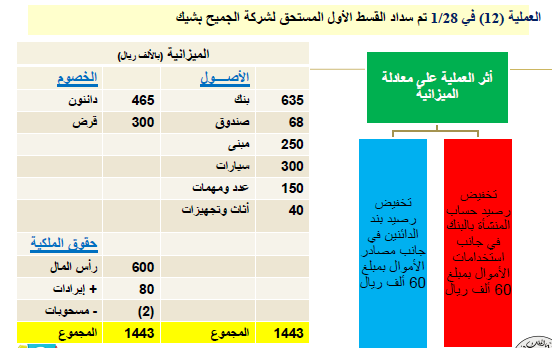 العملية (12) في 1/28 تم سداد القسط الأول المستحق لشركة الجميح بشيك
الميزانية (بالألف ريال)
الأصـــول الخصوم
635 بنك 465 دائنون
68 صندوق 300 قرض
250 مبنى
300 سيارات
150 عدد ومهمات
40 أثاث وتجهيزات
حقوق الملكية
600 رأس المال
80 + إيرادات
(2) - مسحوبات
1443 المجموع 1443 المجموع
أثر العملية على معادلة
الميزانية
تخفيض
رصيد حساب
المنشأة بالبنك
في جانب
استخدامات
الأموال بمبلغ
60 ألف ريال
تخفيض
رصيد بند
الدائنين في
جانب مصادر
الأموال بمبلغ
60 ألف ريال